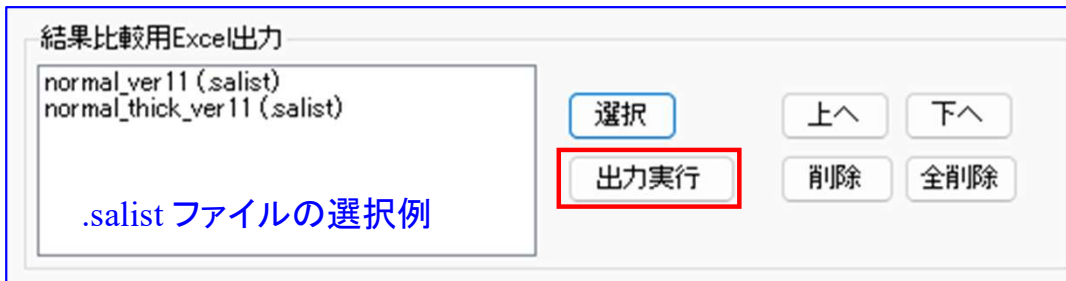 結果比較用Excel出力
normal_ver11 (.salist)
normal_thick_ver11 (.salist)
選択
上へ
下へ
出力実行
削除
全削除
.salist ファイルの選択例